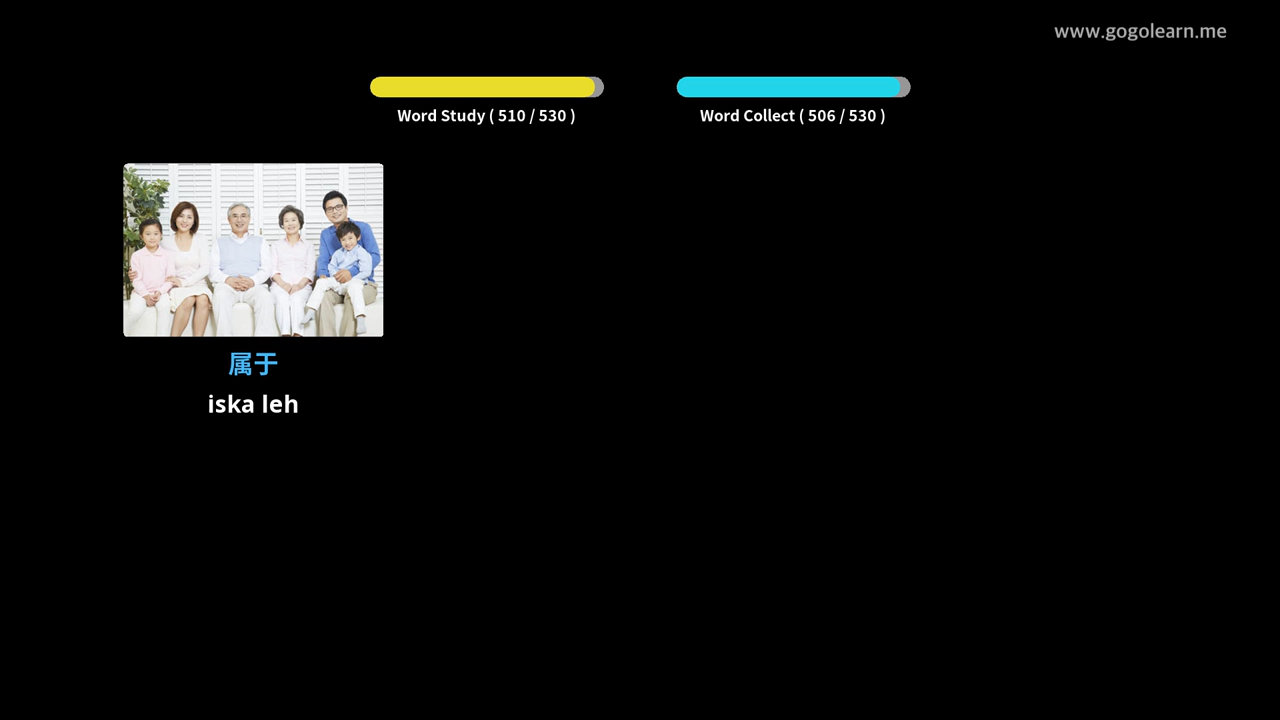 www.gogolearn.me
Word Study ( 510 / 530 )
Word Collect ( 506 / 530 )
属于
iska leh